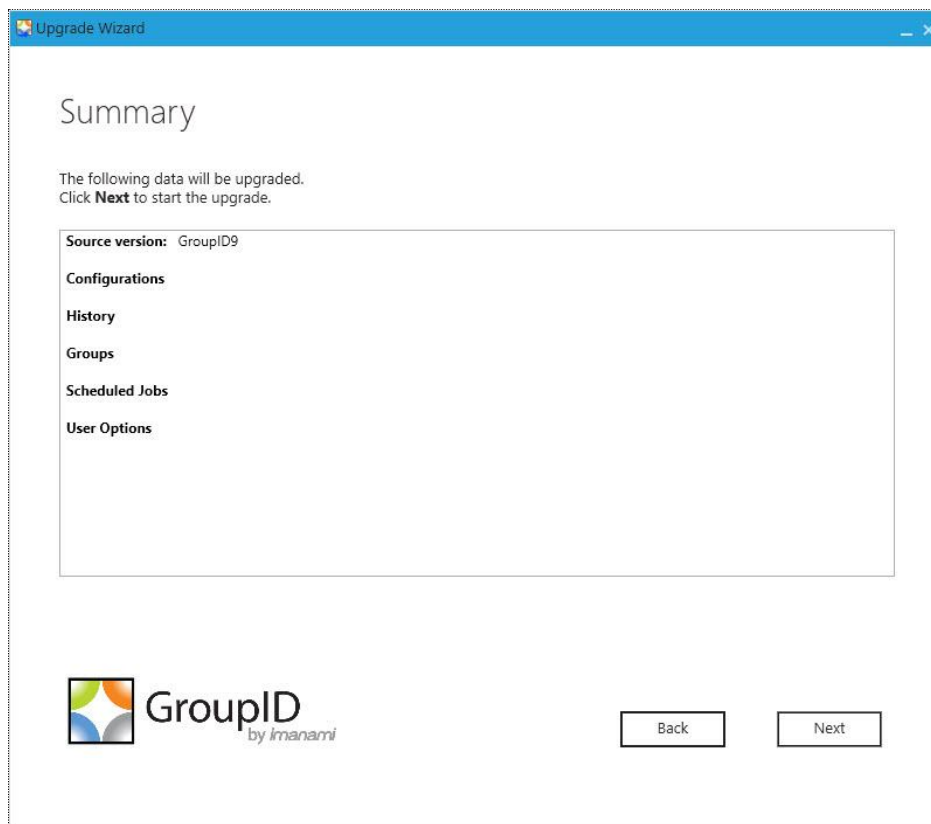 Upgrade Wizard
Summary
The following data will be upgraded.
Click Next to start the upgrade.
Source version: GroupID9
Configurations
History
Groups
Scheduled Jobs
User Options
GroupID
by imanami
Back
Next